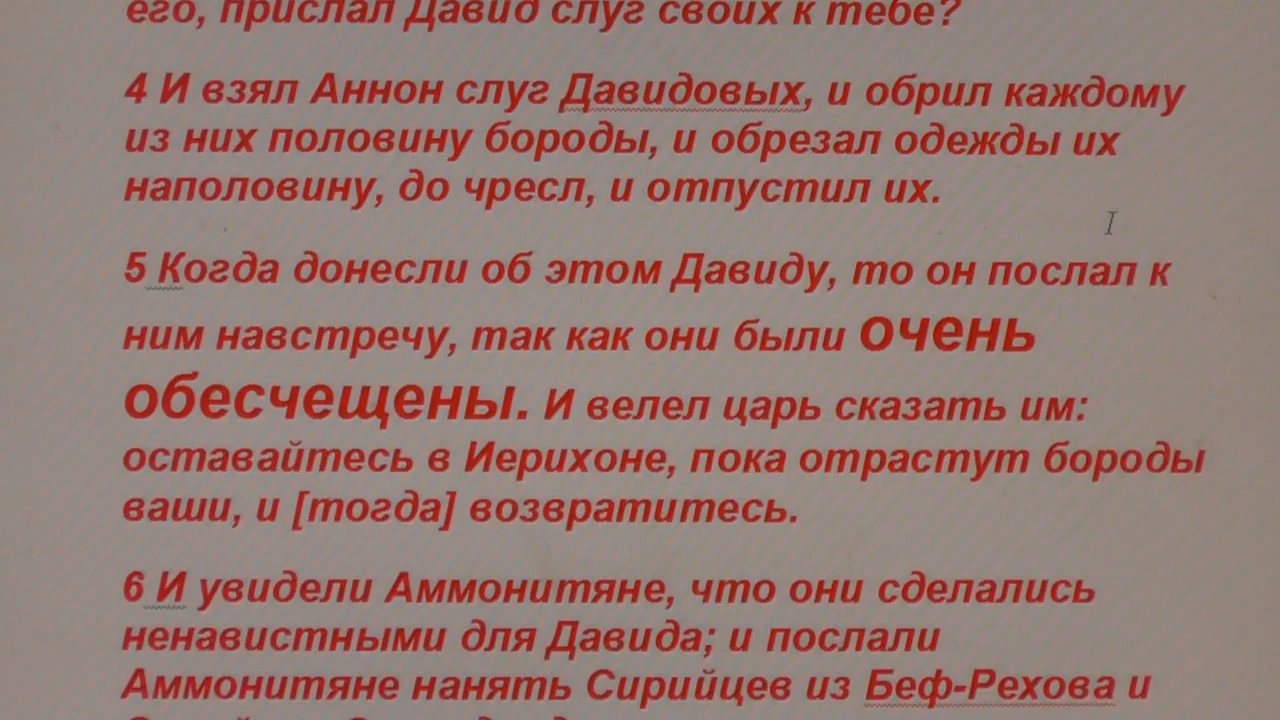 его, прислал Давид слуг своих к тебе?
4 И взял Аннон слуг Давидовых, и обрил каждому
из них половину бороды, и обрезал одежды их
наполовину, до чресл, и отпустил их.
5 Когда донесли об этом Давиду, то он послал к
ним навстречу, так как они были очень
обесчещены. И велел царь сказать им:
оставайтесь в Иерихоне, пока отрастут бороды
ваши, и [тогда] возвратитесь.
6 И увидели Аммонитяне, что они сделались
ненавистными для Давида; и послали
Аммонитяне нанять Сирийцев из Беф-Рехова и